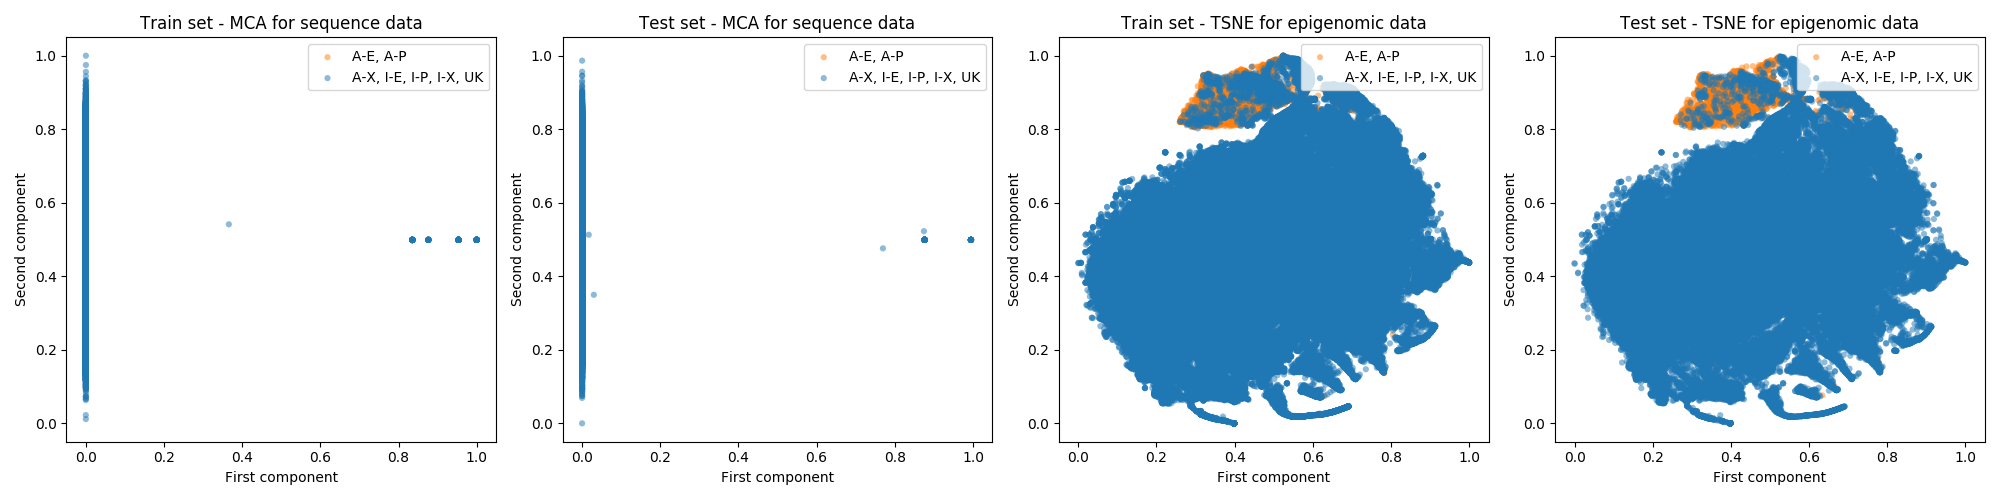 Train set - MCA for sequence data
A-E, A-P
A-X, I-E, I-P, I-X, UK
1.0
0.8
0.6
0.4
0.2
0.0
Second component
0.0 0.2 0.4 0.6 0.8 1.0
First component
Test set - MCA for sequence data
A-E, A-P
A-X, I-E, I-P, I-X, UK
1.0
0.8
0.6
0.4
0.2
0.0
Second component
0.0 0.2 0.4 0.6 0.8 1.0
First component
Train set - TSNE for epigenomic data
A-E, A-P
A-X, I-E, I-P, I-X, UK
1.0
0.8
0.6
0.4
0.2
0.0
Second component
0.0 0.2 0.4 0.6 0.8 1.0
First component
Test set - TSNE for epigenomic data
A-E, A-P
A-X, I-E, I-P, I-X, UK
1.0
0.8
0.6
0.4
0.2
0.0
Second component
0.0 0.2 0.4 0.6 0.8 1.0
First component